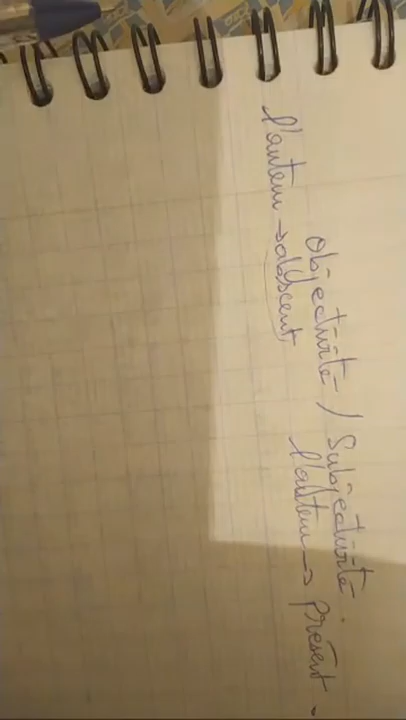 Objectivité / Subjectivité.
l'auteur → absent
l'auteur → présent.